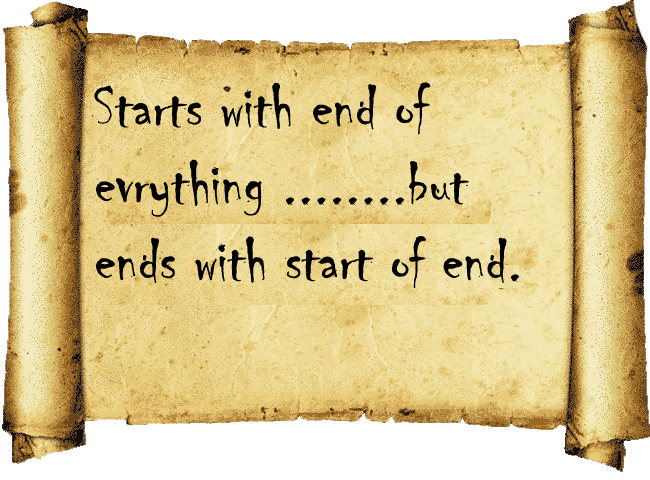 Starts with end of
evrything ........but
ends with start of end.